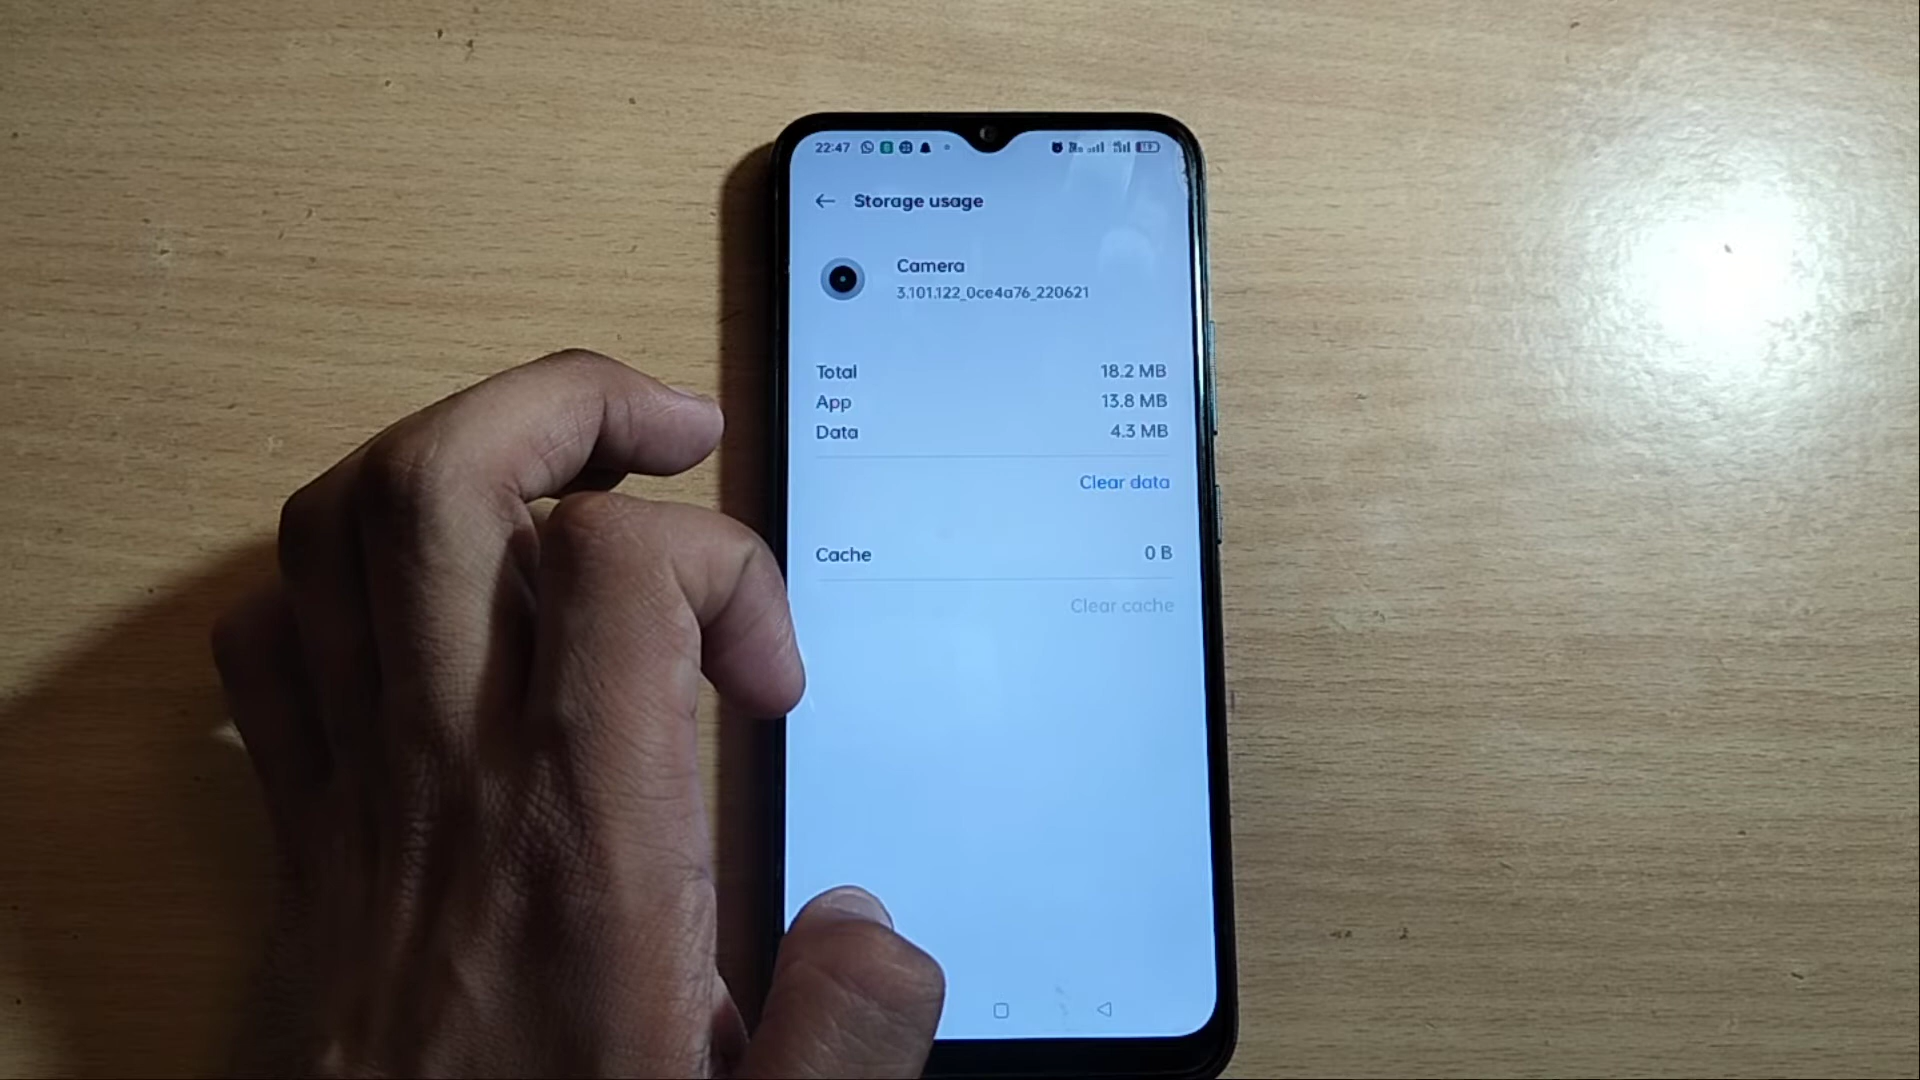 22:47
Storage usage
Camera
3.101.122_0ce4a76_220621
Total 18.2 MB
App 13.8 MB
Data 4.3 MB
Clear data
Cache 0 B
Clear cache